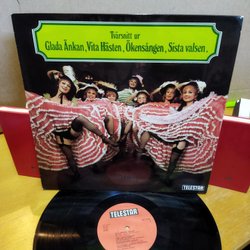 Tvärsnitt ur
Glada Änkan, Vita Hästen, Ökensången, Sista valsen.
TELESTAR
TELESTAR